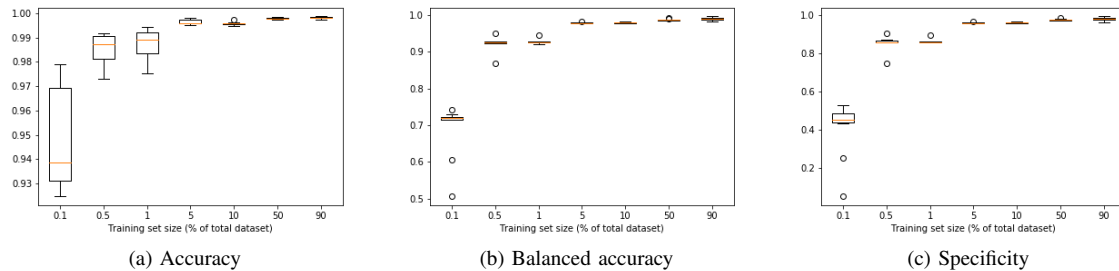 1.00
0.99
0.98
0.97
0.96
0.95
0.94
0.93
0.1 0.5 1 5 10 50 90
Training set size (% of total dataset)
(a) Accuracy
1.0
0.9
0.8
0.7
0.6
0.5
0.1 0.5 1 5 10 50 90
Training set size (% of total dataset)
(b) Balanced accuracy
1.0
0.8
0.6
0.4
0.2
0.0
0.1 0.5 1 5 10 50 90
Training set size (% of total dataset)
(c) Specificity